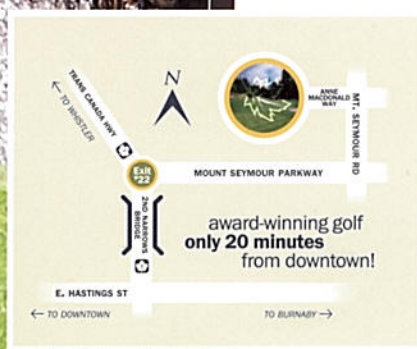 N
TRANS CANADA HWY
← TO WHISTLER
ANNE
MACDONALD
WAY
MT. SEYMOUR RD
Exit
#22
MOUNT SEYMOUR PARKWAY
2ND NARROWS
BRIDGE
award-winning golf
only 20 minutes
from downtown!
E. HASTINGS ST
← TO DOWNTOWN
TO BURNABY →